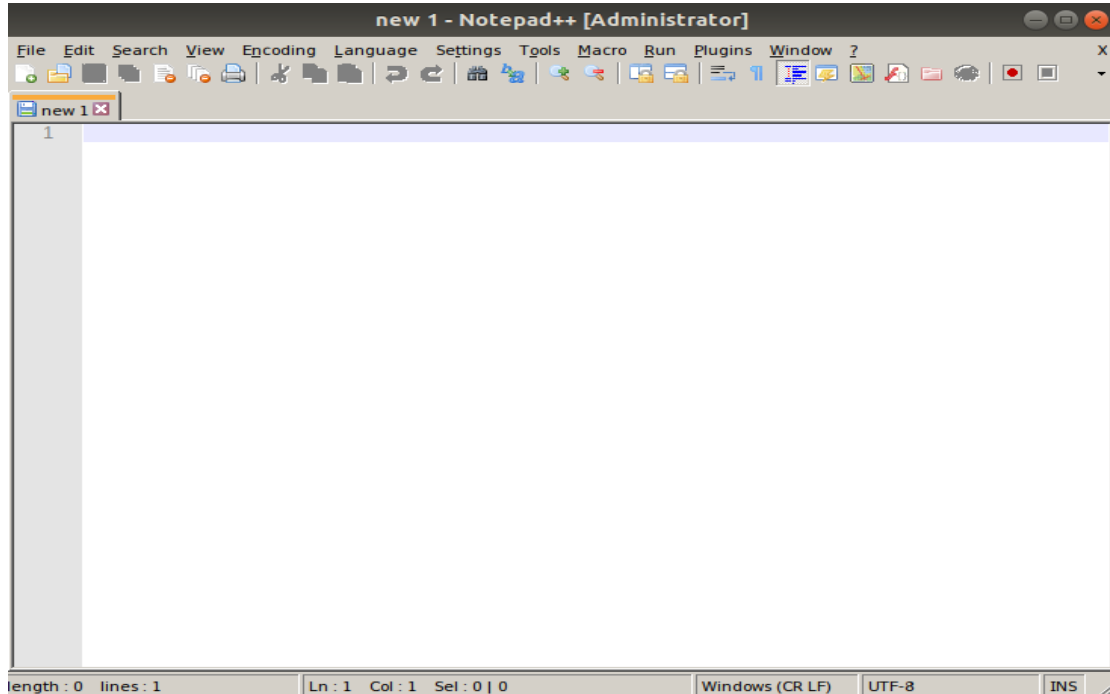 new 1 - Notepad++ [Administrator]
File Edit Search View Encoding Language Settings Tools Macro Run Plugins Window ? X
new 1
1
length : 0 lines : 1 Ln : 1 Col : 1 Sel : 0 | 0 Windows (CR LF) UTF-8 INS